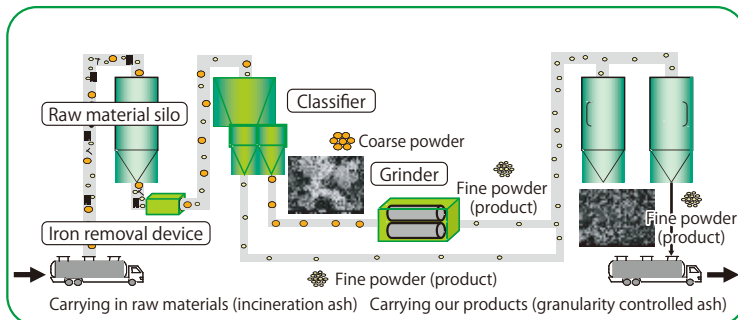 Raw material silo
Classifier
Coarse powder
Grinder
Fine powder
(product)
Iron removal device
Fine powder
(product)
Fine powder (product)
Carrying in raw materials (incineration ash)
Carrying our products (granularity controlled ash)